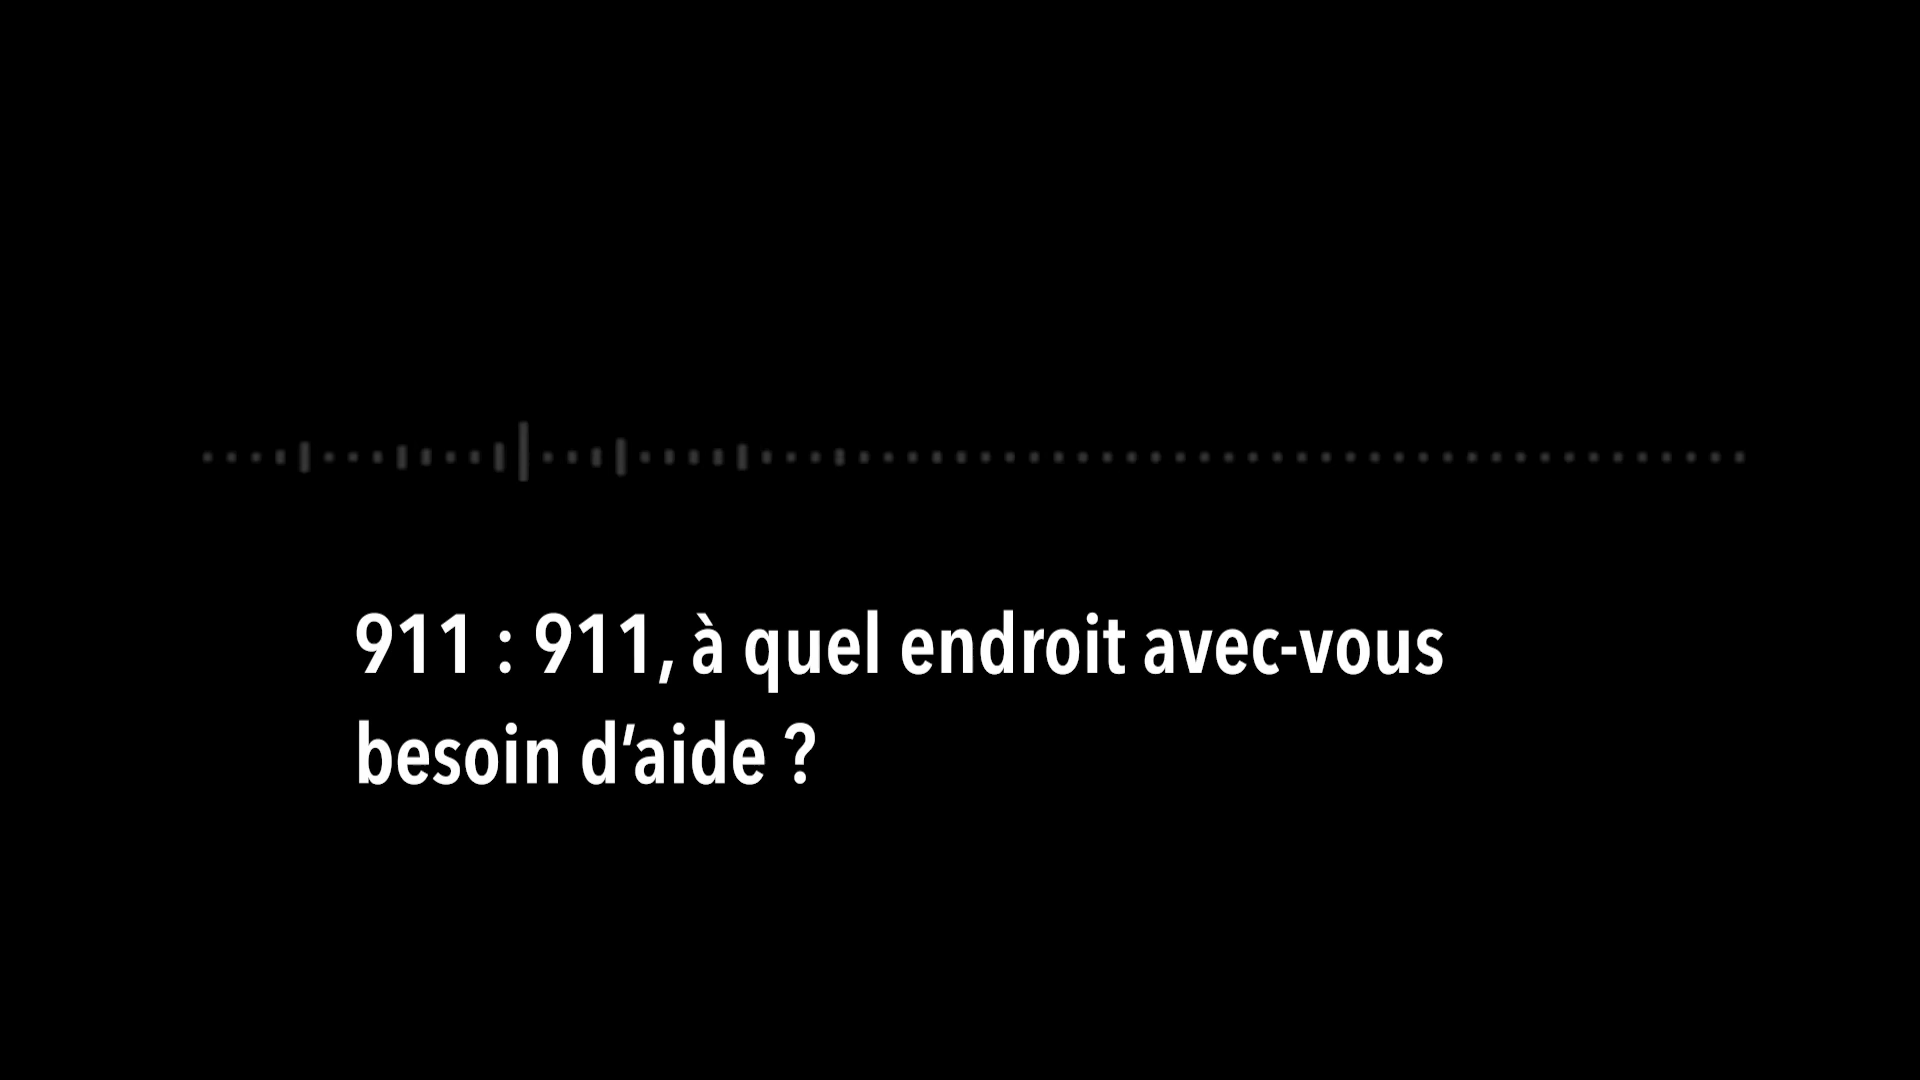 911 : 911, à quel endroit avec-vous
besoin d’aide ?